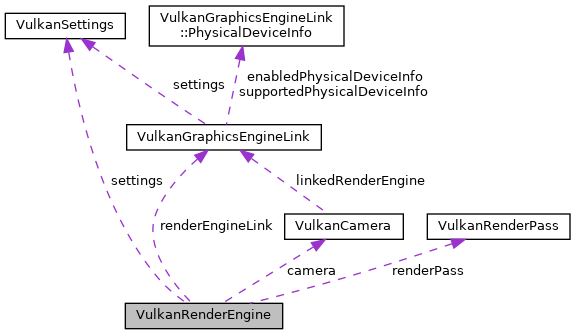 VulkanSettings
VulkanGraphicsEngineLink
::PhysicalDeviceInfo
settings
enabledPhysicalDeviceInfo
supportedPhysicalDeviceInfo
VulkanGraphicsEngineLink
settings
linkedRenderEngine
renderEngineLink
VulkanCamera
VulkanRenderPass
camera
renderPass
VulkanRenderEngine